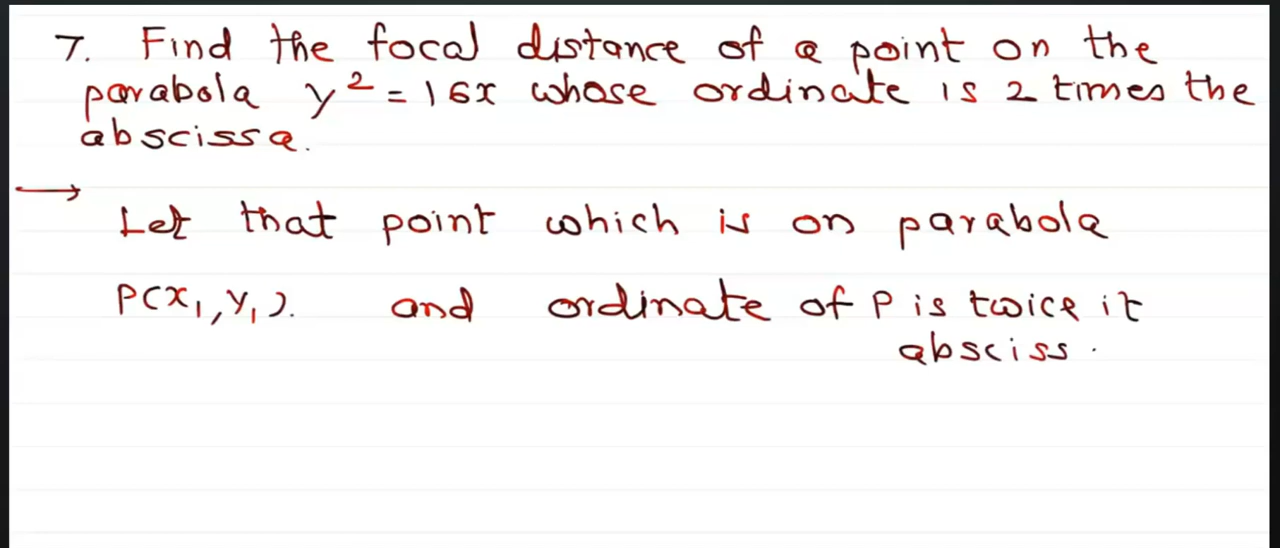 7. Find the focal distance of a point on the
parabola y² = 16x whose ordinate is 2 times the
abscissa.
→
Let that point which is on parabola
P(x₁, y₁). and ordinate of P is twice it
absciss.